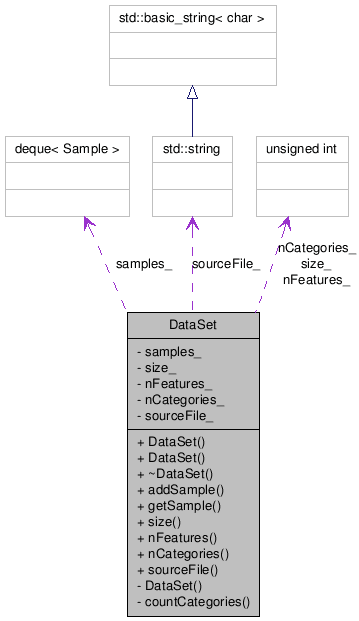 std::basic_string< char >
deque< Sample >
std::string
unsigned int
samples_
sourceFile_
nCategories_
size_
nFeatures_
DataSet
- samples_
- size_
- nFeatures_
- nCategories_
- sourceFile_
+ DataSet()
+ DataSet()
+ ~DataSet()
+ addSample()
+ getSample()
+ size()
+ nFeatures()
+ nCategories()
+ sourceFile()
- DataSet()
- countCategories()